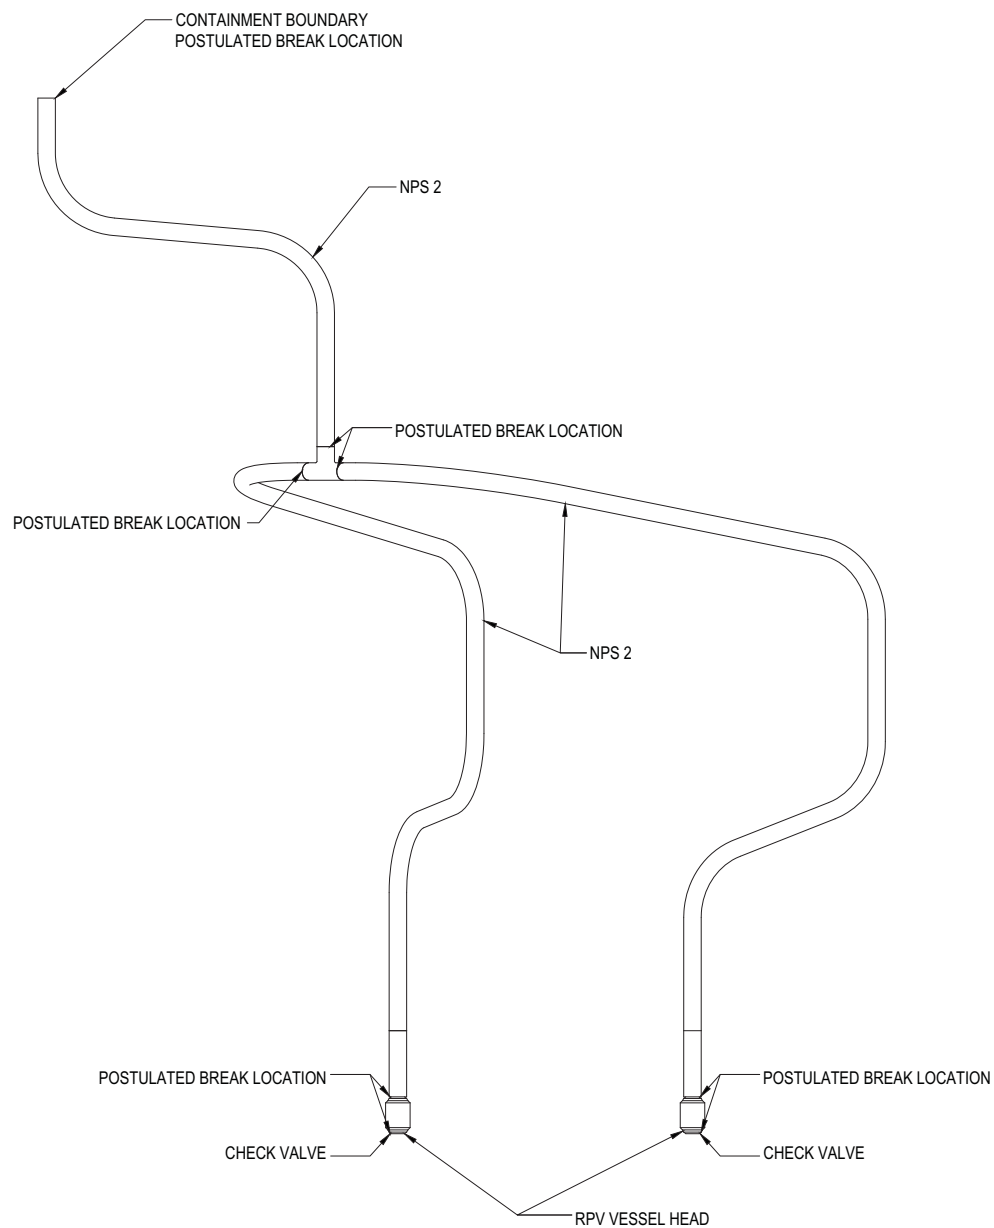 CONTAINMENT BOUNDARY
POSTULATED BREAK LOCATION
NPS 2
POSTULATED BREAK LOCATION
POSTULATED BREAK LOCATION
NPS 2
POSTULATED BREAK LOCATION
POSTULATED BREAK LOCATION
CHECK VALVE
CHECK VALVE
RPV VESSEL HEAD